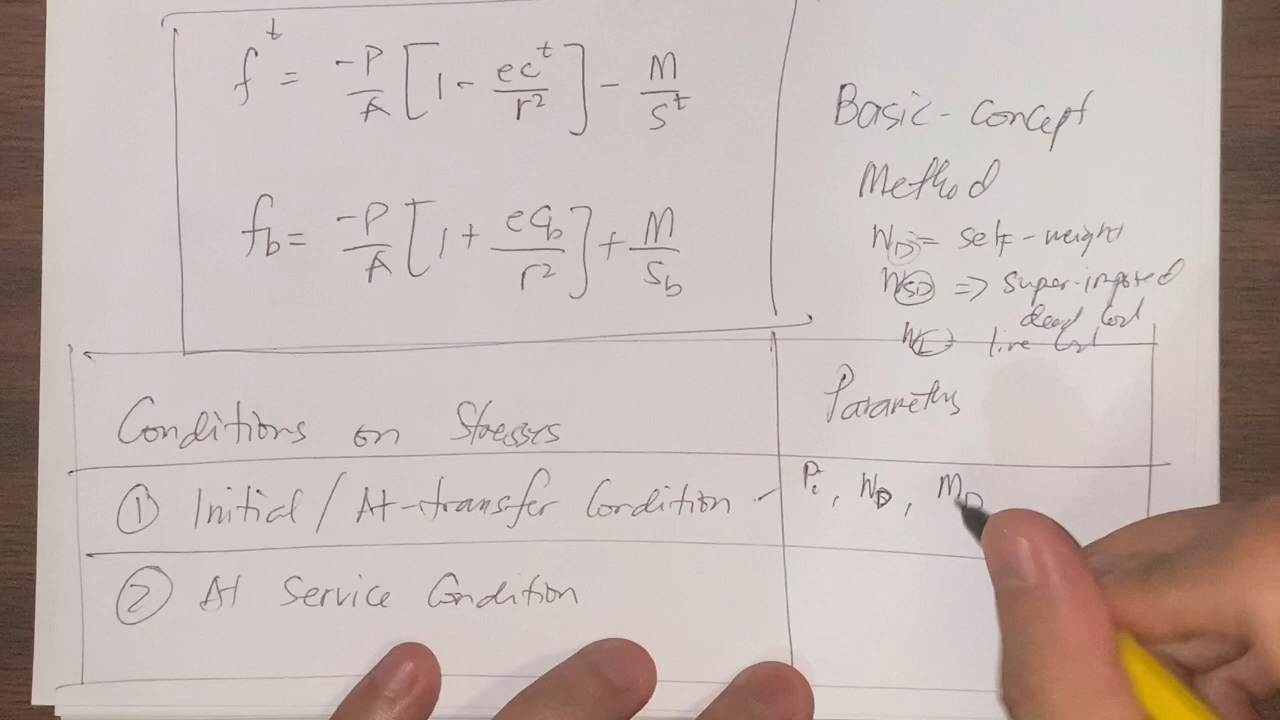 f^t = -P/A [1 - ec^t/r²] - M/S^t
f_b = -P/A [1 + ec_b/r²] + M/S_b
Basic-Concept
Method
W_D = self-weight
W_SD => Super-imposed
dead load
W_L => live load
Conditions on Stresses
Parameters
① Initial / At-transfer Condition -
P_i, W_D, M_D
② At Service Condition